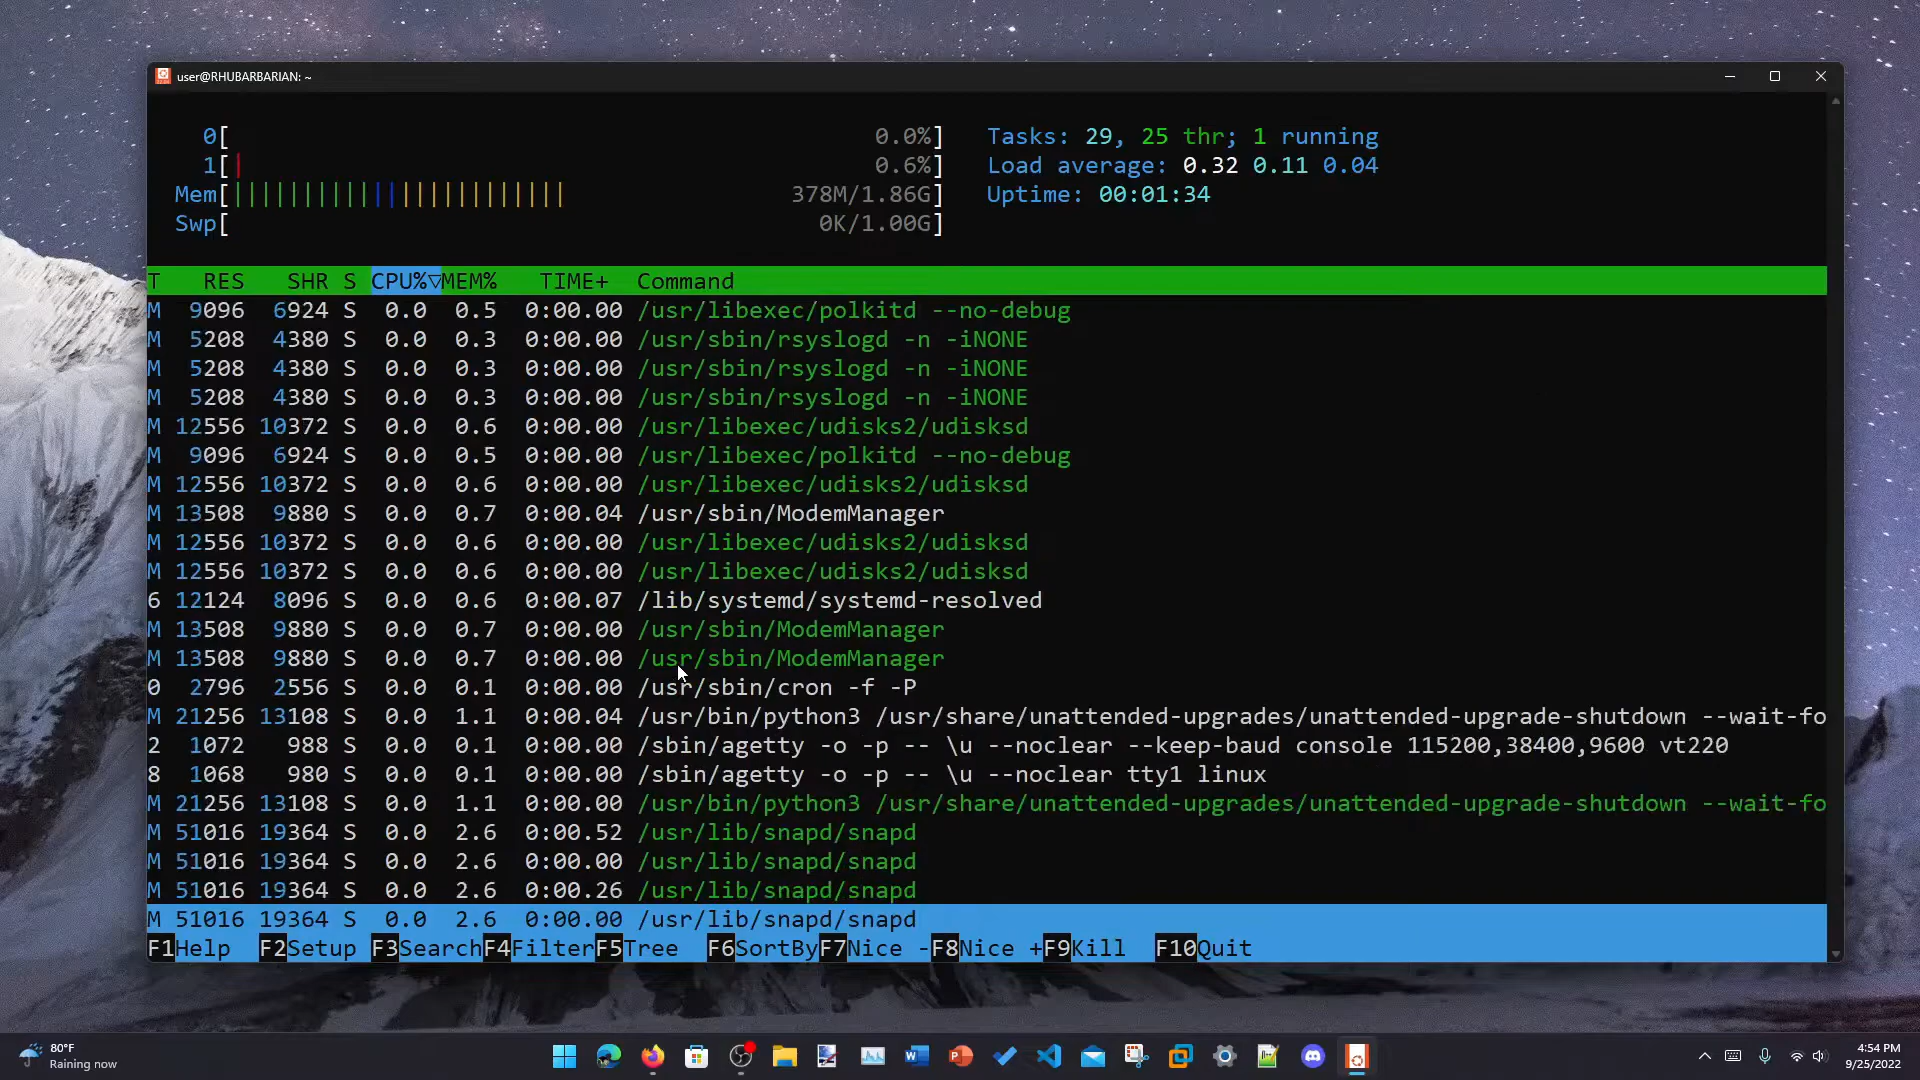 user@RHUBARBARIAN: ~
0[ 0.0%] Tasks: 29, 25 thr; 1 running
1[| 0.6%] Load average: 0.32 0.11 0.04
Mem[|||||||||||||||||||||||| 378M/1.86G] Uptime: 00:01:34
Swp[ 0K/1.00G]
T RES SHR S CPU%▽MEM% TIME+ Command
M 9096 6924 S 0.0 0.5 0:00.00 /usr/libexec/polkitd --no-debug
M 5208 4380 S 0.0 0.3 0:00.00 /usr/sbin/rsyslogd -n -iNONE
M 5208 4380 S 0.0 0.3 0:00.00 /usr/sbin/rsyslogd -n -iNONE
M 5208 4380 S 0.0 0.3 0:00.00 /usr/sbin/rsyslogd -n -iNONE
M 12556 10372 S 0.0 0.6 0:00.00 /usr/libexec/udisks2/udisksd
M 9096 6924 S 0.0 0.5 0:00.00 /usr/libexec/polkitd --no-debug
M 12556 10372 S 0.0 0.6 0:00.00 /usr/libexec/udisks2/udisksd
M 13508 9880 S 0.0 0.7 0:00.04 /usr/sbin/ModemManager
M 12556 10372 S 0.0 0.6 0:00.00 /usr/libexec/udisks2/udisksd
M 12556 10372 S 0.0 0.6 0:00.00 /usr/libexec/udisks2/udisksd
6 12124 8096 S 0.0 0.6 0:00.07 /lib/systemd/systemd-resolved
M 13508 9880 S 0.0 0.7 0:00.00 /usr/sbin/ModemManager
M 13508 9880 S 0.0 0.7 0:00.00 /usr/sbin/ModemManager
0 2796 2556 S 0.0 0.1 0:00.00 /usr/sbin/cron -f -P
M 21256 13108 S 0.0 1.1 0:00.04 /usr/bin/python3 /usr/share/unattended-upgrades/unattended-upgrade-shutdown --wait-fo
2 1072 988 S 0.0 0.1 0:00.00 /sbin/agetty -o -p -- \u --noclear --keep-baud console 115200,38400,9600 vt220
8 1068 980 S 0.0 0.1 0:00.00 /sbin/agetty -o -p -- \u --noclear tty1 linux
M 21256 13108 S 0.0 1.1 0:00.00 /usr/bin/python3 /usr/share/unattended-upgrades/unattended-upgrade-shutdown --wait-fo
M 51016 19364 S 0.0 2.6 0:00.52 /usr/lib/snapd/snapd
M 51016 19364 S 0.0 2.6 0:00.00 /usr/lib/snapd/snapd
M 51016 19364 S 0.0 2.6 0:00.26 /usr/lib/snapd/snapd
M 51016 19364 S 0.0 2.6 0:00.00 /usr/lib/snapd/snapd
F1Help F2Setup F3SearchF4FilterF5Tree F6SortByF7Nice -F8Nice +F9Kill F10Quit
80°F
Raining now
4:54 PM
9/25/2022